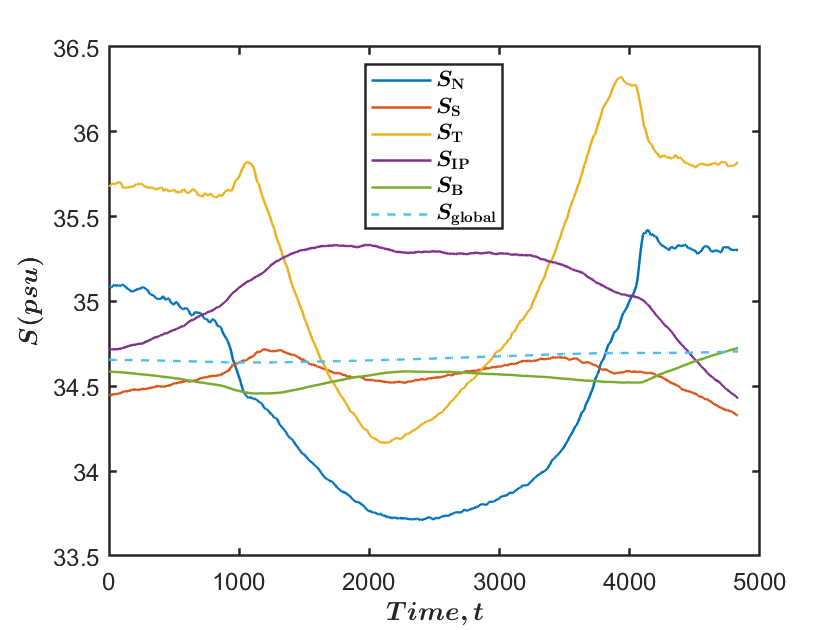 36.5
36
35.5
35
34.5
34
33.5
S(psu)
S_N
S_S
S_T
S_IP
S_B
S_global
0 1000 2000 3000 4000 5000
Time, t